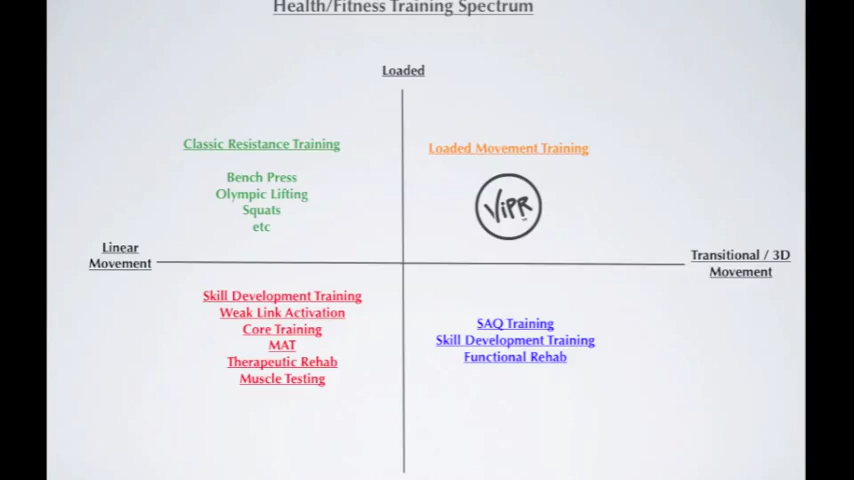 Health/Fitness Training Spectrum
Loaded
Classic Resistance Training
Bench Press
Olympic Lifting
Squats
etc
Loaded Movement Training
ViPR
Linear
Movement
Transitional / 3D
Movement
Skill Development Training
Weak Link Activation
Core Training
MAT
Therapeutic Rehab
Muscle Testing
SAQ Training
Skill Development Training
Functional Rehab